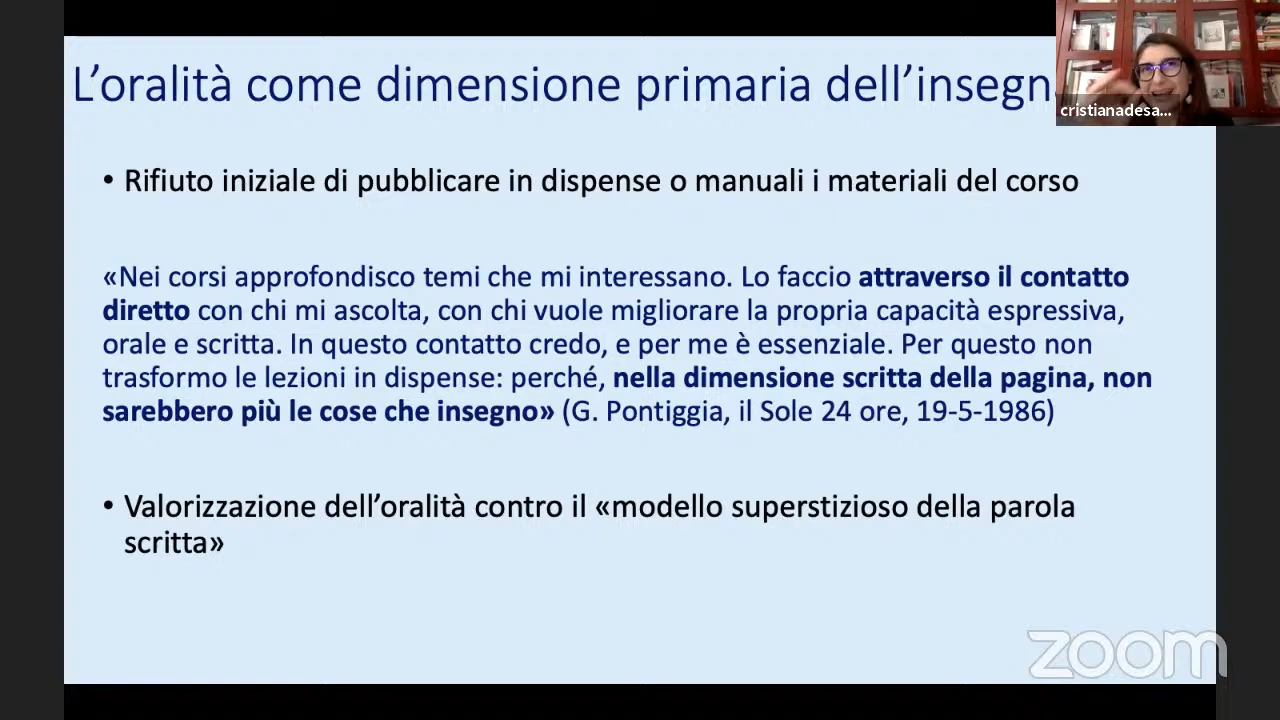 L’oralità come dimensione primaria dell’insegn
cristianadesa...
• Rifiuto iniziale di pubblicare in dispense o manuali i materiali del corso
«Nei corsi approfondisco temi che mi interessano. Lo faccio attraverso il contatto
diretto con chi mi ascolta, con chi vuole migliorare la propria capacità espressiva,
orale e scritta. In questo contatto credo, e per me è essenziale. Per questo non
trasformo le lezioni in dispense: perché, nella dimensione scritta della pagina, non
sarebbero più le cose che insegno» (G. Pontiggia, il Sole 24 ore, 19-5-1986)
• Valorizzazione dell’oralità contro il «modello superstizioso della parola
scritta»
zoom